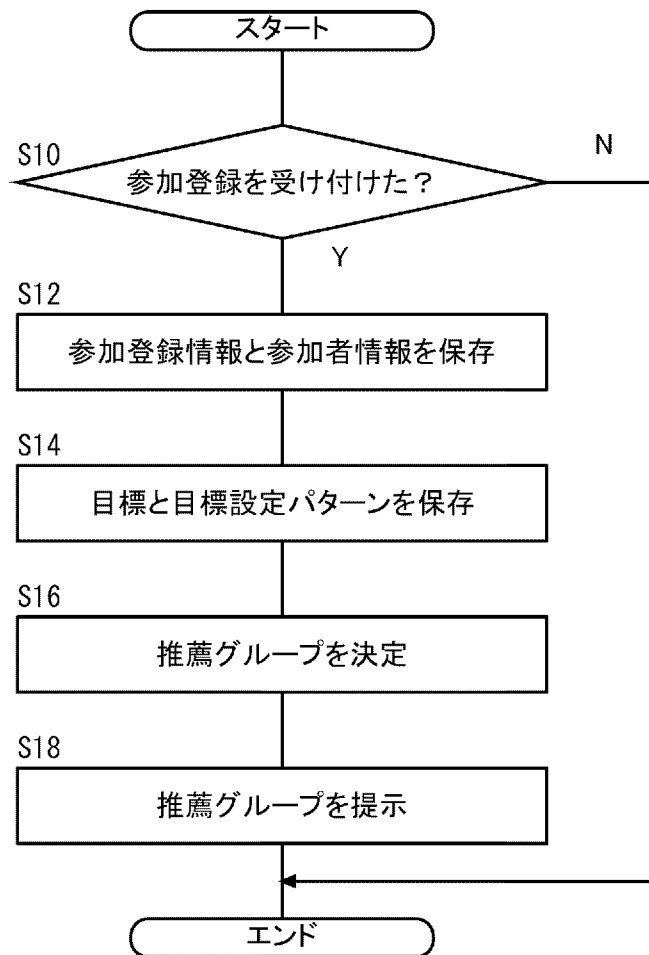 スタート
S10
N
参加登録を受け付けた？
Y
S12
参加登録情報と参加者情報を保存
S14
目標と目標設定パターンを保存
S16
推薦グループを決定
S18
推薦グループを提示
エンド